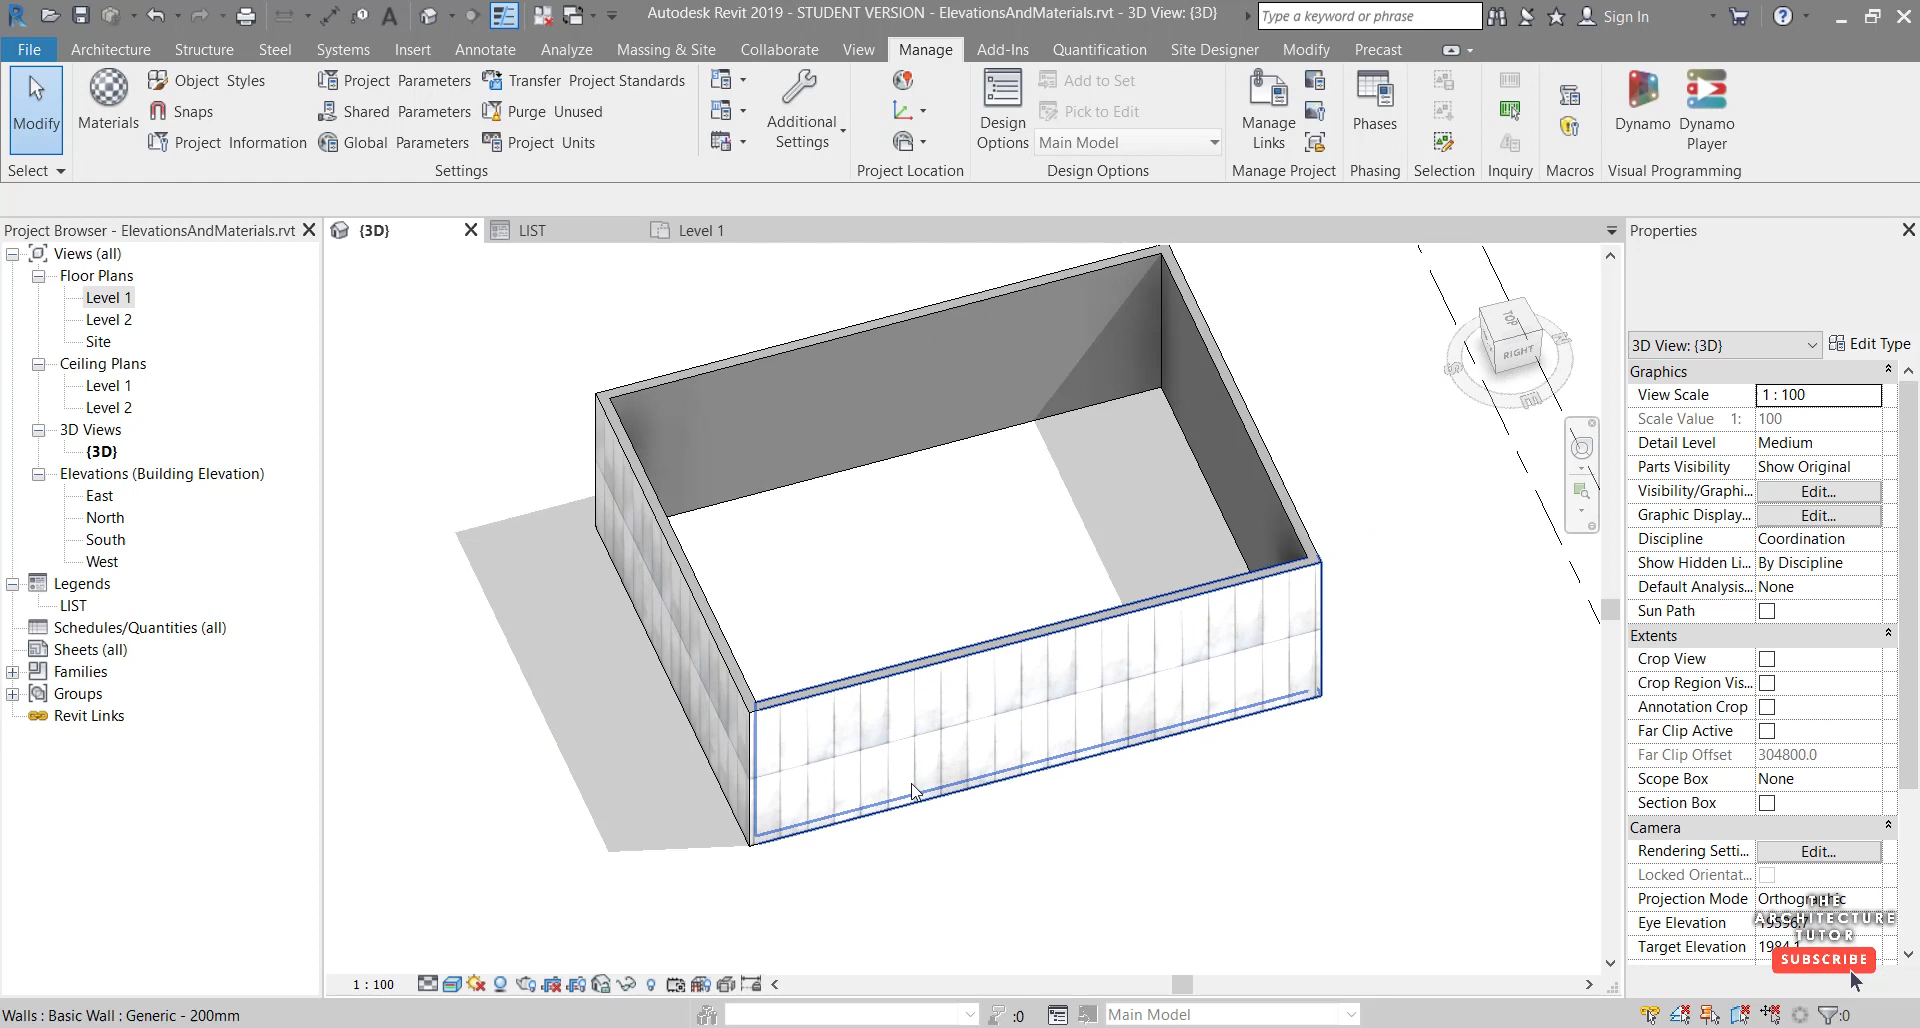 Autodesk Revit 2019 - STUDENT VERSION - ElevationsAndMaterials.rvt - 3D View: {3D}
Type a keyword or phrase
Sign In
File Architecture Structure Steel Systems Insert Annotate Analyze Massing & Site Collaborate View Manage Add-Ins Quantification Site Designer Modify Precast
Modify
Materials
Object Styles
Snaps
Project Information
Project Parameters
Shared Parameters
Global Parameters
Transfer Project Standards
Purge Unused
Project Units
Additional Settings
Design Options
Add to Set
Pick to Edit
Main Model
Manage Links
Phases
Dynamo
Dynamo Player
Select Settings Project Location Design Options Manage Project Phasing Selection Inquiry Macros Visual Programming
Project Browser - ElevationsAndMaterials.rvt
Views (all)
Floor Plans
Level 1
Level 2
Site
Ceiling Plans
Level 1
Level 2
3D Views
{3D}
Elevations (Building Elevation)
East
North
South
West
Legends
LIST
Schedules/Quantities (all)
Sheets (all)
Families
Groups
Revit Links
{3D}
LIST
Level 1
TOP
RIGHT
Properties
3D View: {3D}
Edit Type
Graphics
View Scale 1 : 100
Scale Value 1: 100
Detail Level Medium
Parts Visibility Show Original
Visibility/Graphi... Edit...
Graphic Display... Edit...
Discipline Coordination
Show Hidden Li... By Discipline
Default Analysis... None
Sun Path
Extents
Crop View
Crop Region Vis...
Annotation Crop
Far Clip Active
Far Clip Offset 304800.0
Scope Box None
Section Box
Camera
Rendering Setti... Edit...
Locked Orientat...
Projection Mode Orthographic
Eye Elevation
Target Elevation 1984.1
THE
ARCHITECTURE
TUTOR
SUBSCRIBE
1 : 100
Walls : Basic Wall : Generic - 200mm
:0
Main Model
:0